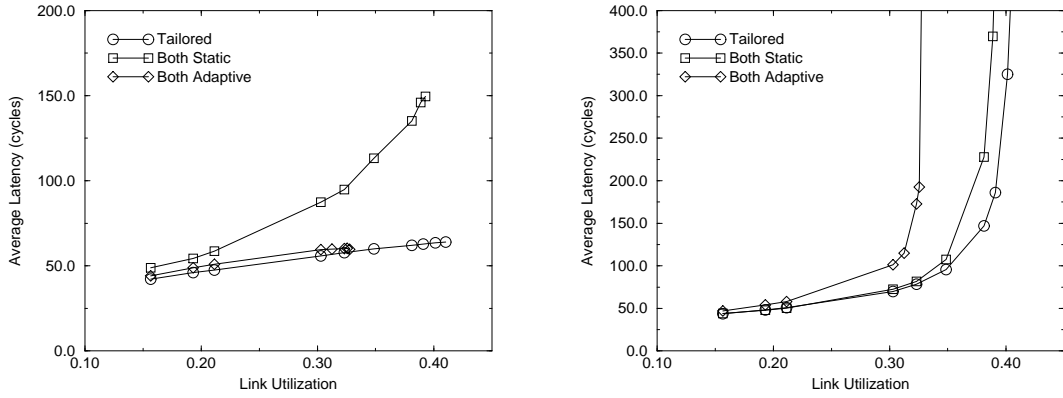 200.0
150.0
100.0
50.0
0.0
Average Latency (cycles)
Tailored
Both Static
Both Adaptive
0.10 0.20 0.30 0.40
Link Utilization
400.0
350.0
300.0
250.0
200.0
150.0
100.0
50.0
0.0
Average Latency (cycles)
Tailored
Both Static
Both Adaptive
0.10 0.20 0.30 0.40
Link Utilization